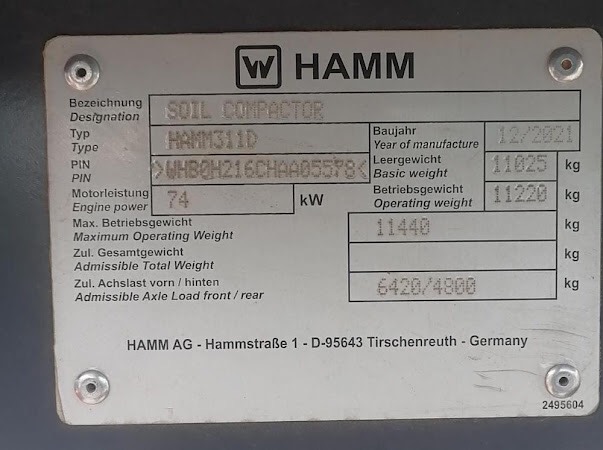 W HAMM
Bezeichnung
Designation
SOIL COMPACTOR
Typ
Type
HAMM311D
Baujahr
Year of manufacture
12/2021
PIN
PIN
>WHB0H216CHAA05578<
Leergewicht
Basic weight
11025 kg
Motorleistung
Engine power
74 kW
Betriebsgewicht
Operating weight
11220 kg
Max. Betriebsgewicht
Maximum Operating Weight
11440 kg
Zul. Gesamtgewicht
Admissible Total Weight
kg
Zul. Achslast vorn / hinten
Admissible Axle Load front / rear
6420/4800 kg
HAMM AG - Hammstraße 1 - D-95643 Tirschenreuth - Germany
2495604